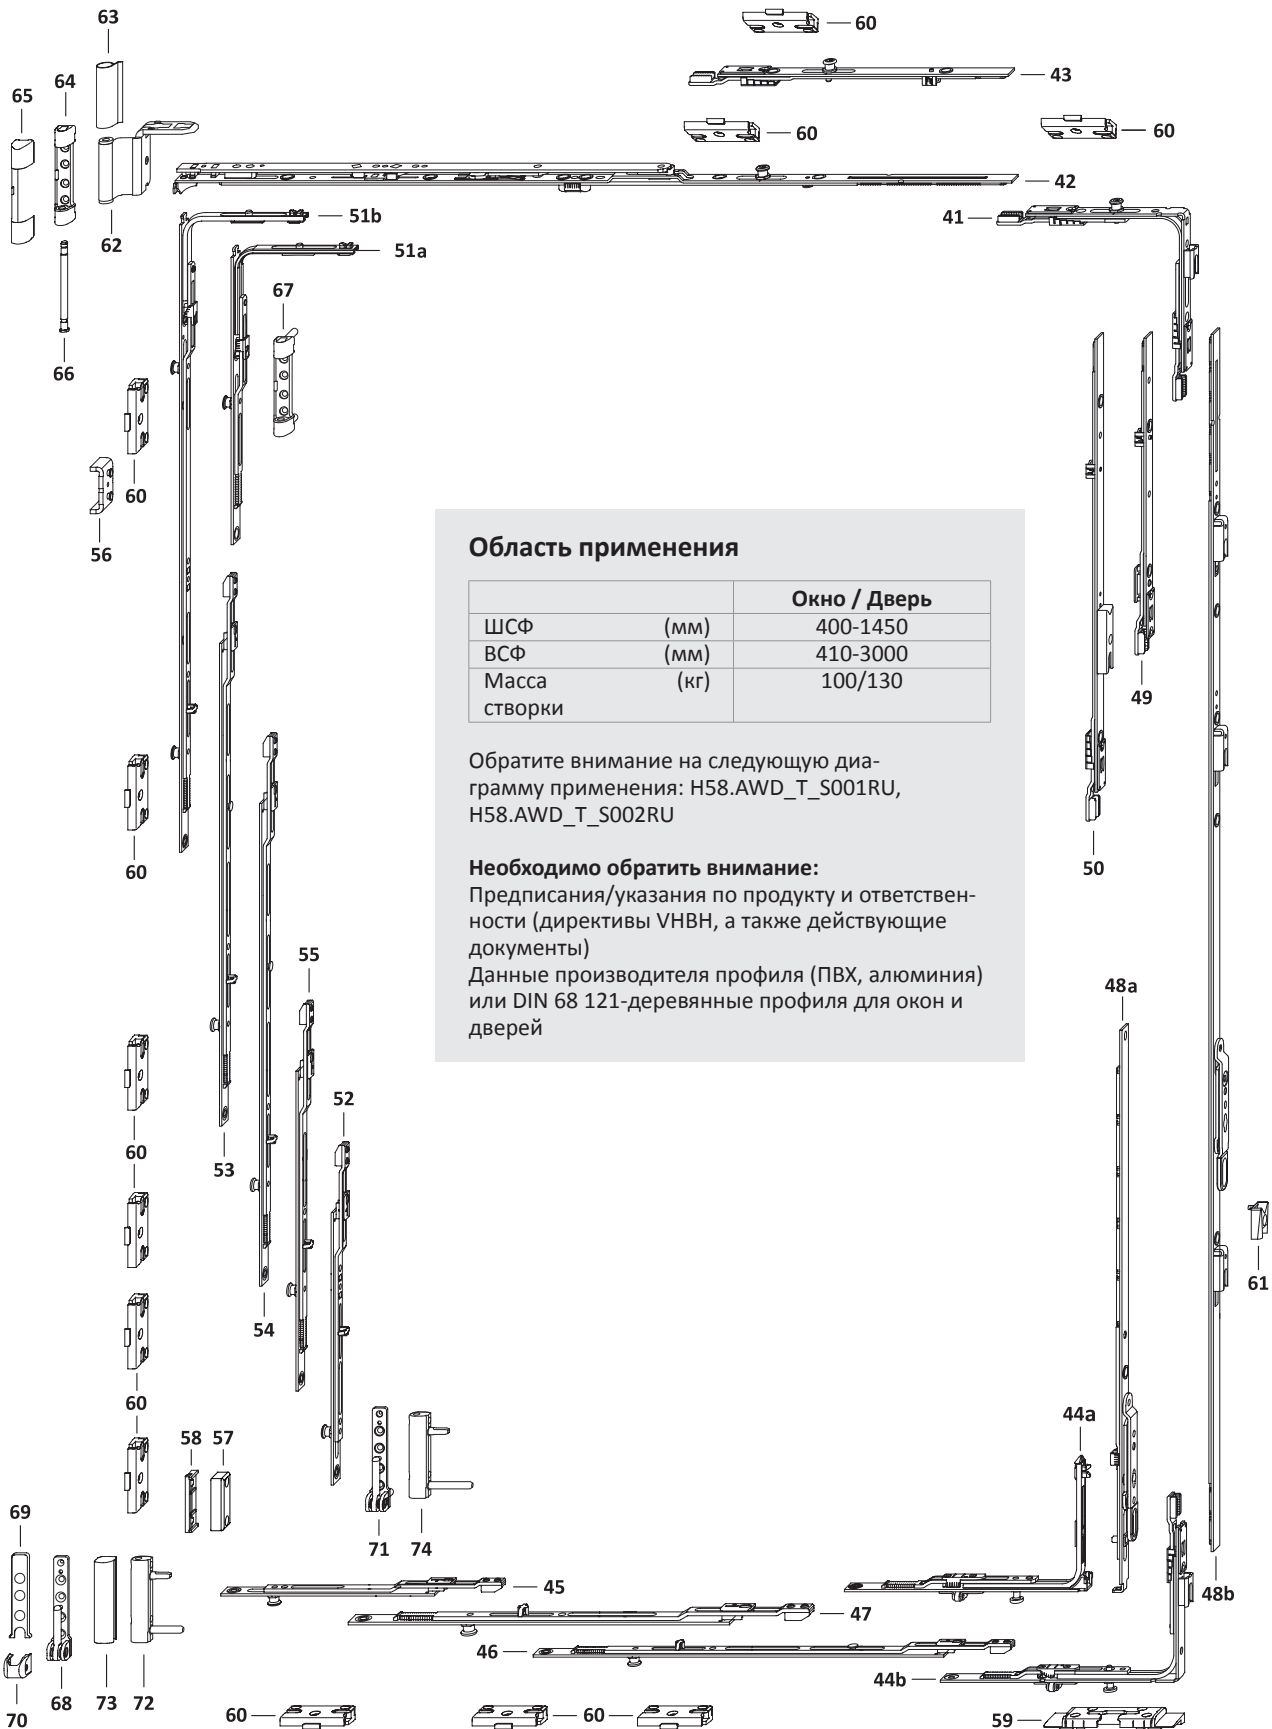 63
60
64
43
65
60
60
42
51b
41
62
51a
67
66
60
56
Область применения
Окно / Дверь
ШСФ (мм) 400-1450
ВСФ (мм) 410-3000
Масса (кг) 100/130
створки
49
Обратите внимание на следующую диа-
грамму применения: H58.AWD_T_S001RU,
H58.AWD_T_S002RU
60
50
Необходимо обратить внимание:
Предписания/указания по продукту и ответствен-
ности (директивы VHBH, а также действующие
документы)
Данные производителя профиля (ПВХ, алюминия)
или DIN 68 121-деревянные профиля для окон и
дверей
55
48a
52
60
53
61
54
60
44a
58
57
69
71
74
45
48b
47
46
44b
70
68
73
72
60
60
59